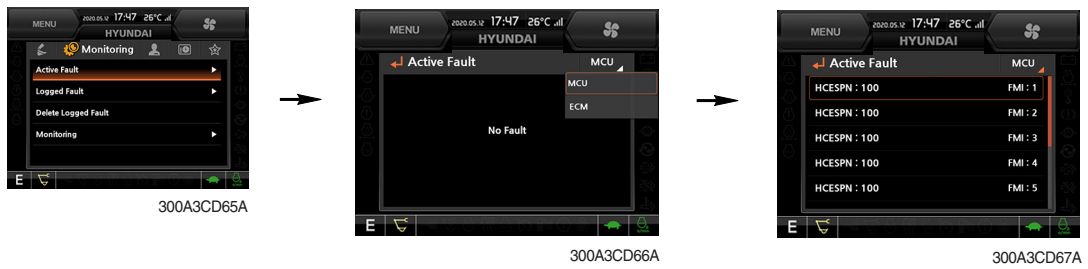 MENU
2020.05.12 17:47 26°C
HYUNDAI
Monitoring
Active Fault
Logged Fault
Delete Logged Fault
Monitoring
E
300A3CD65A
MENU
2020.05.12 17:47 26°C
HYUNDAI
Active Fault
MCU
MCU
ECM
No Fault
E
300A3CD66A
MENU
2020.05.12 17:47 26°C
HYUNDAI
Active Fault MCU
HCESPN : 100 FMI : 1
HCESPN : 100 FMI : 2
HCESPN : 100 FMI : 3
HCESPN : 100 FMI : 4
HCESPN : 100 FMI : 5
E
300A3CD67A